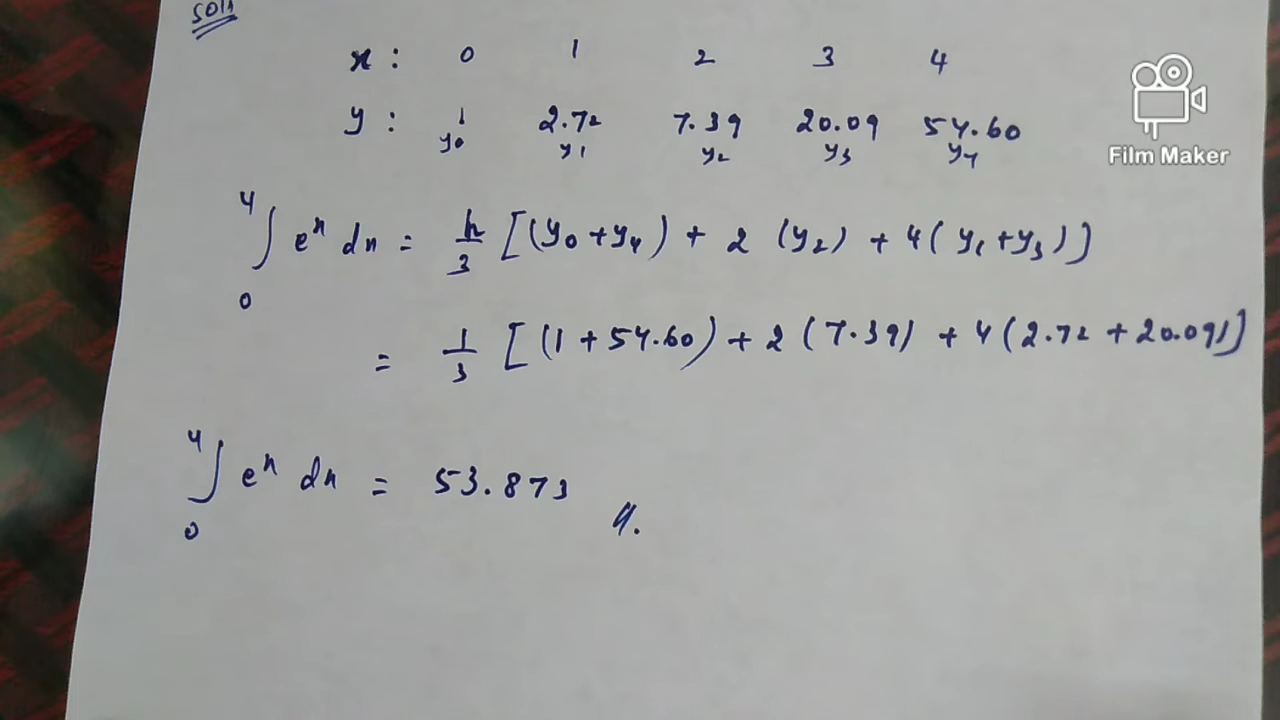 Soln
x : 0 1 2 3 4
y : 1 2.72 7.39 20.09 54.60
y0 y1 y2 y3 y4
Film Maker
4
∫ e^x dx = h/3 [(y0 + y4) + 2 (y2) + 4 (y1 + y3)]
0
= 1/3 [(1 + 54.60) + 2 (7.39) + 4 (2.72 + 20.09)]
4
∫ e^x dx = 53.873
0